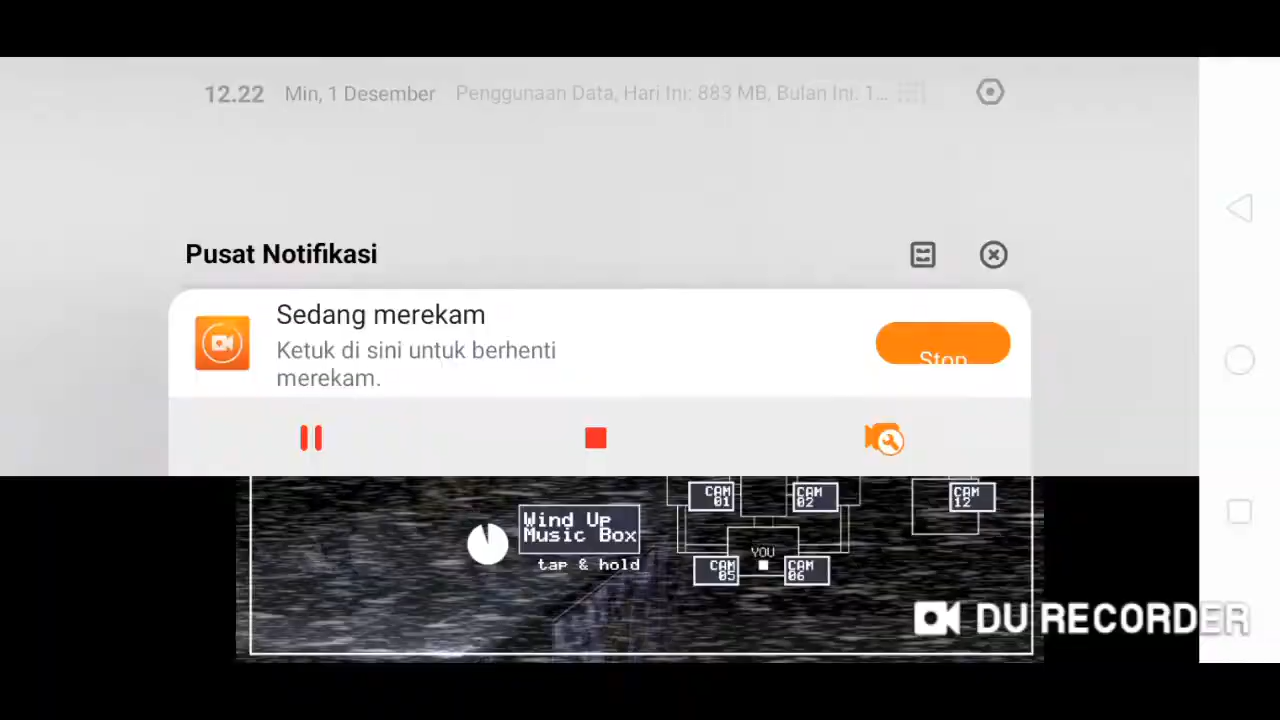 12.22 Min, 1 Desember Penggunaan Data, Hari Ini: 883 MB, Bulan Ini: 1...
Pusat Notifikasi
Sedang merekam
Ketuk di sini untuk berhenti
merekam.
Stop
CAM
01
CAM
02
CAM
12
Wind Up
Music Box
tap & hold
YOU
CAM
05
CAM
06
DU RECORDER